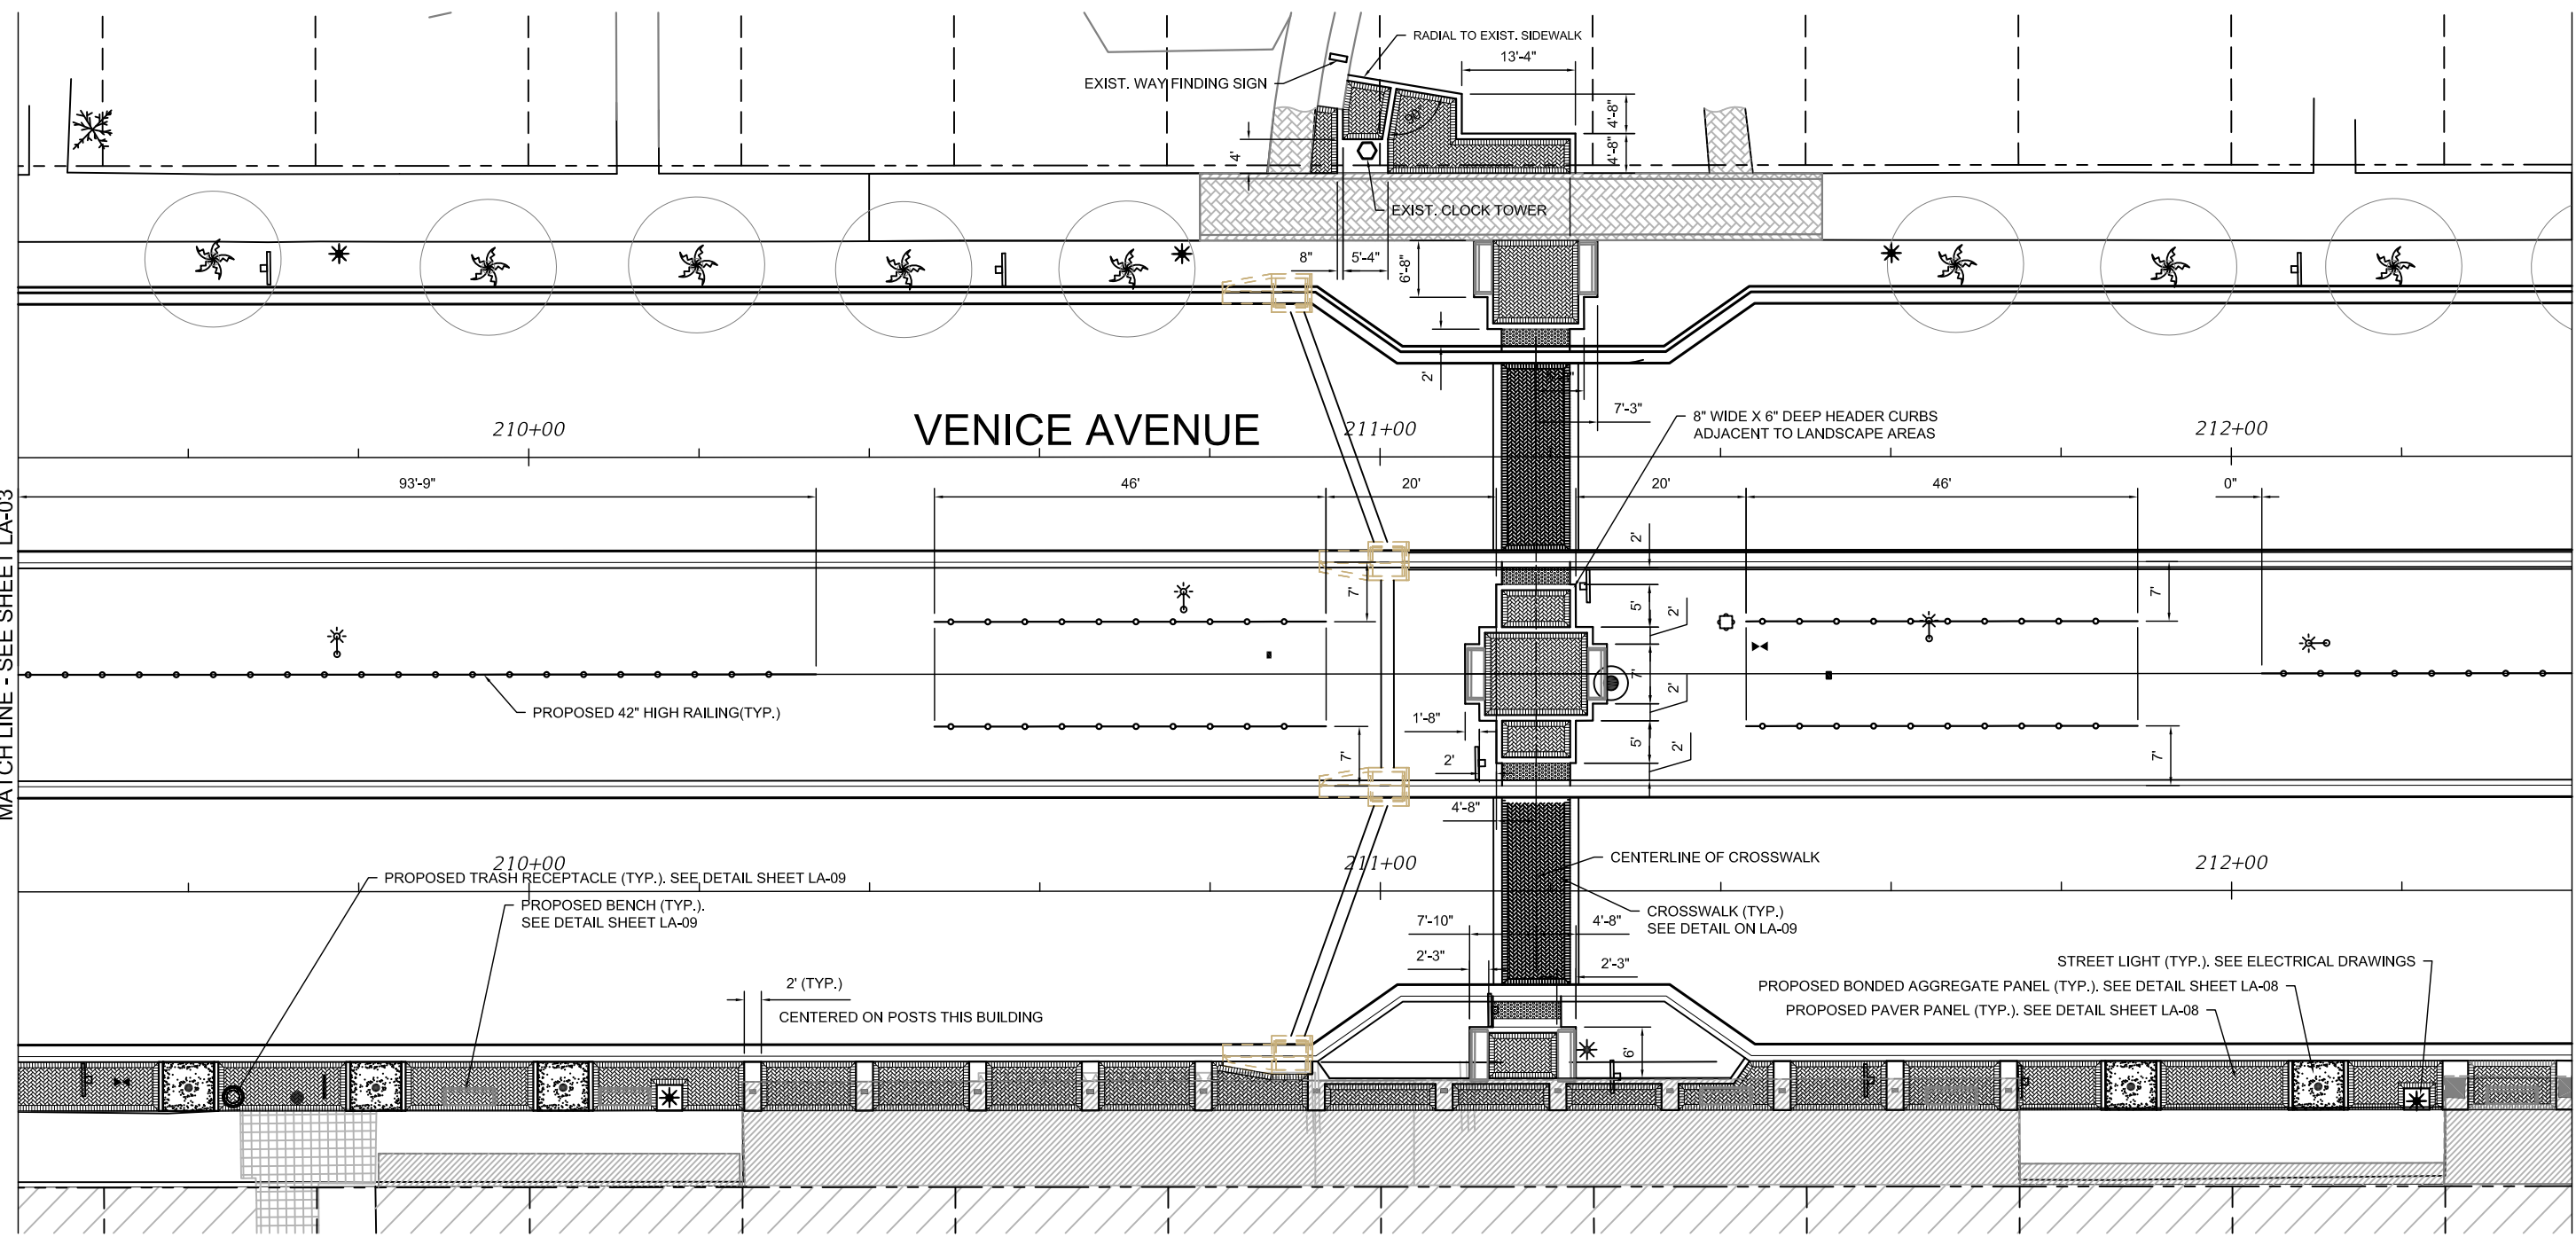 RADIAL TO EXIST. SIDEWALK
13'-4"
EXIST. WAY FINDING SIGN
4'-8"
90°
4'
4'-8"
EXIST. CLOCK TOWER
8"
5'-4"
6'-8"
2'
7'-3"
VENICE AVENUE
210+00
211+00
212+00
8" WIDE X 6" DEEP HEADER CURBS
ADJACENT TO LANDSCAPE AREAS
MATCH LINE - SEE SHEET LA-03
93'-9"
46'
20'
20'
46'
0"
2'
7'
5'
2'
7'
7'
2'
PROPOSED 42" HIGH RAILING(TYP.)
1'-8"
7'
2'
5'
2'
7'
4'-8"
210+00
211+00
212+00
CENTERLINE OF CROSSWALK
PROPOSED TRASH RECEPTACLE (TYP.). SEE DETAIL SHEET LA-09
PROPOSED BENCH (TYP.).
SEE DETAIL SHEET LA-09
CROSSWALK (TYP.)
SEE DETAIL ON LA-09
7'-10"
4'-8"
2'-3"
2'-3"
STREET LIGHT (TYP.). SEE ELECTRICAL DRAWINGS
PROPOSED BONDED AGGREGATE PANEL (TYP.). SEE DETAIL SHEET LA-08
PROPOSED PAVER PANEL (TYP.). SEE DETAIL SHEET LA-08
2' (TYP.)
CENTERED ON POSTS THIS BUILDING
6'